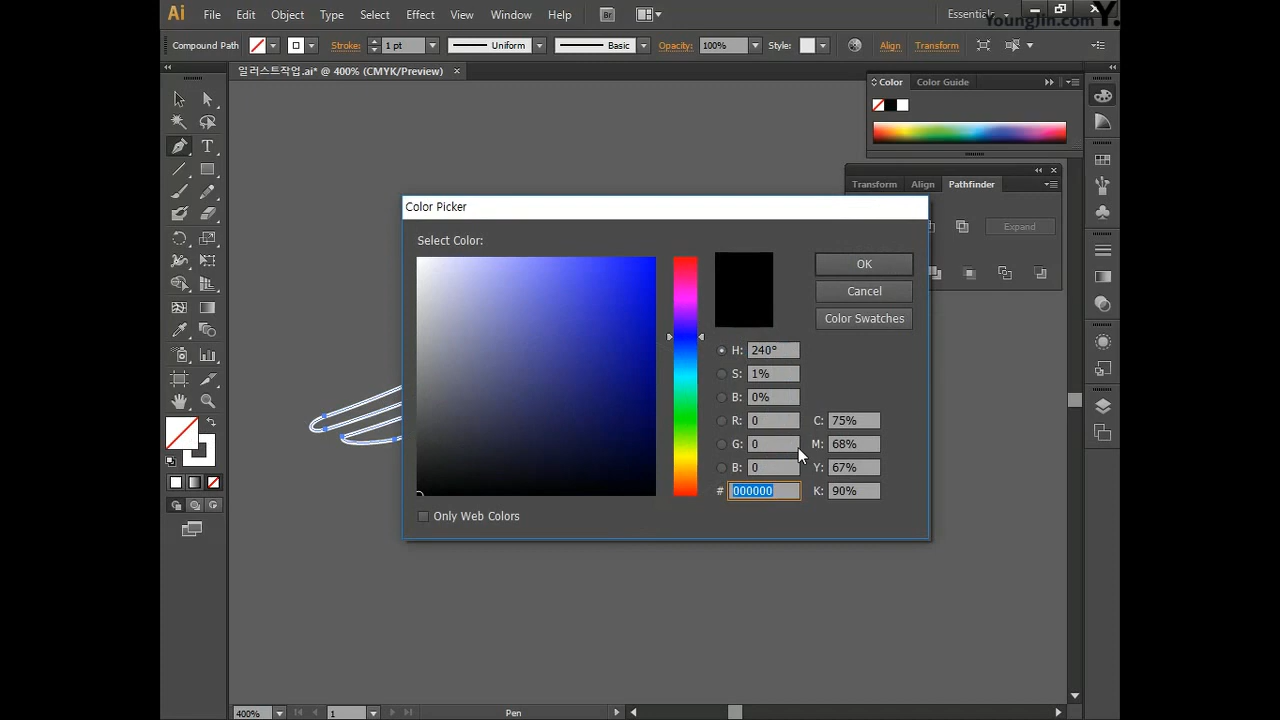 Ai File Edit Object Type Select Effect View Window Help Br Essentials
YoungJin.com Y.
Compound Path Stroke: 1 pt Uniform Basic Opacity: 100% Style: Align Transform
일러스트작업.ai* @ 400% (CMYK/Preview) ×
Color Color Guide
Transform Align Pathfinder
Expand
Color Picker
Select Color:
OK
Cancel
Color Swatches
H: 240°
S: 1%
B: 0%
R: 0 C: 75%
G: 0 M: 68%
B: 0 Y: 67%
# 000000 K: 90%
Only Web Colors
400% 1 Pen